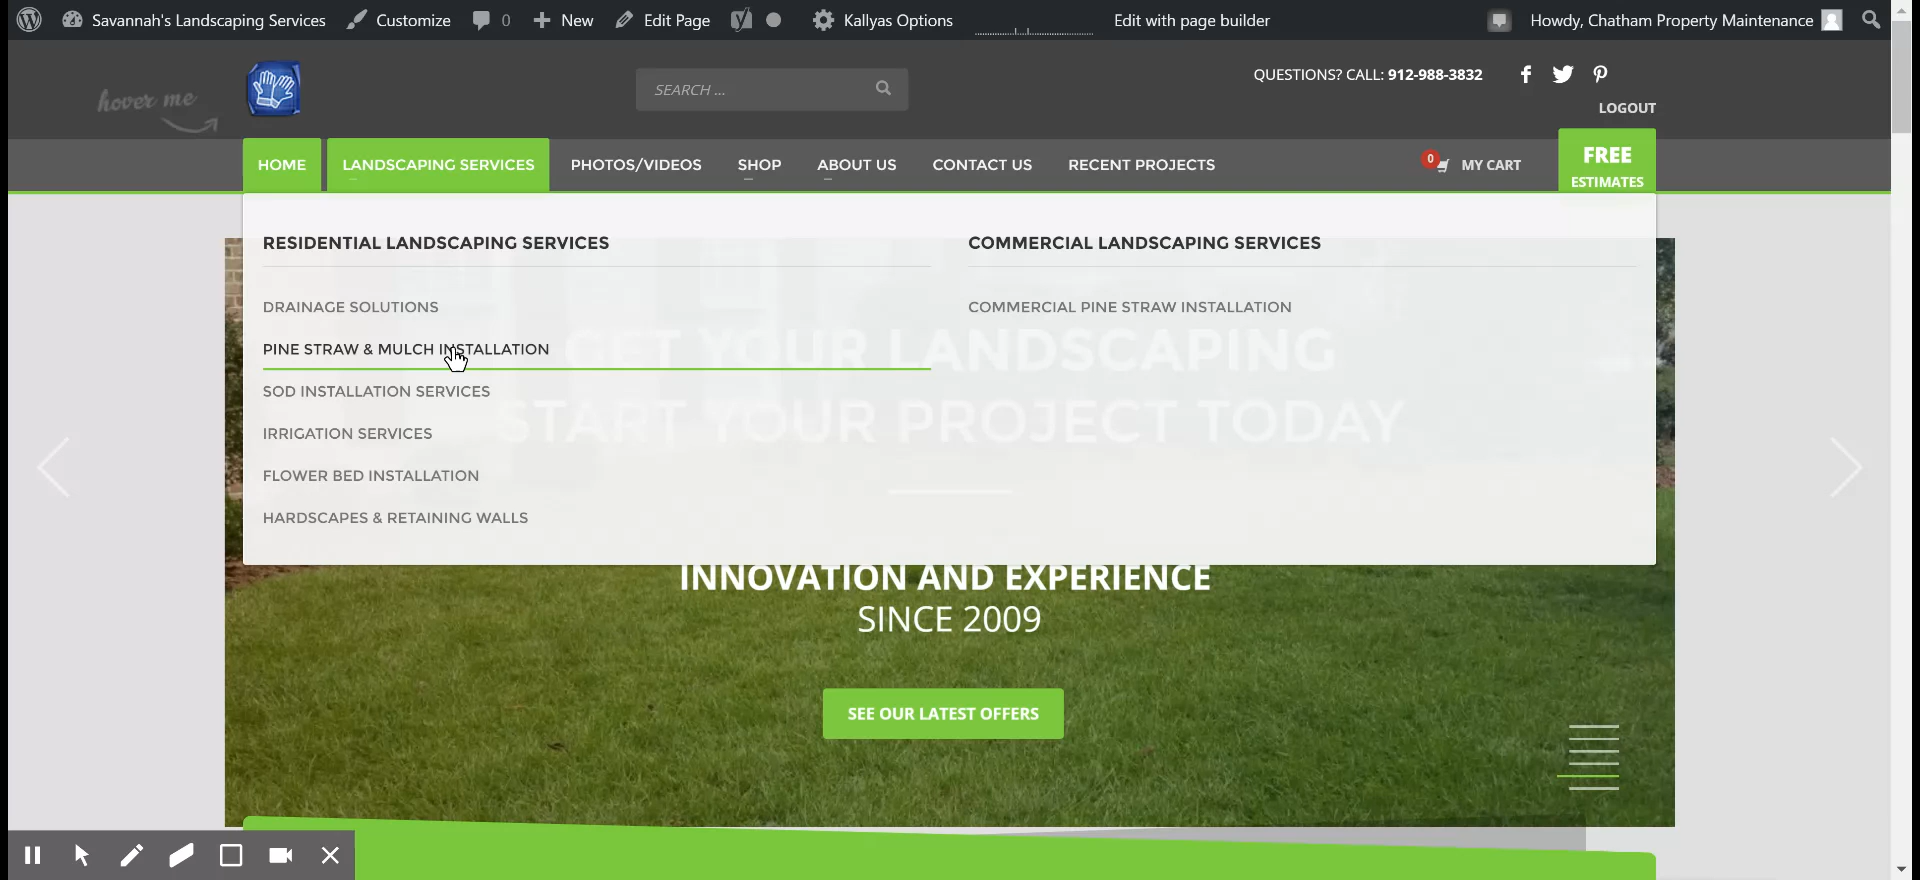 Savannah's Landscaping Services Customize 0 New Edit Page Kallyas Options Edit with page builder Howdy, Chatham Property Maintenance
hover me
SEARCH ...
QUESTIONS? CALL: 912-988-3832
LOGOUT
HOME LANDSCAPING SERVICES PHOTOS/VIDEOS SHOP ABOUT US CONTACT US RECENT PROJECTS 0 MY CART
FREE
ESTIMATES
RESIDENTIAL LANDSCAPING SERVICES
DRAINAGE SOLUTIONS
PINE STRAW & MULCH INSTALLATION
SOD INSTALLATION SERVICES
IRRIGATION SERVICES
FLOWER BED INSTALLATION
HARDSCAPES & RETAINING WALLS
COMMERCIAL LANDSCAPING SERVICES
COMMERCIAL PINE STRAW INSTALLATION
GET YOUR LANDSCAPING
START YOUR PROJECT TODAY
INNOVATION AND EXPERIENCE
SINCE 2009
SEE OUR LATEST OFFERS